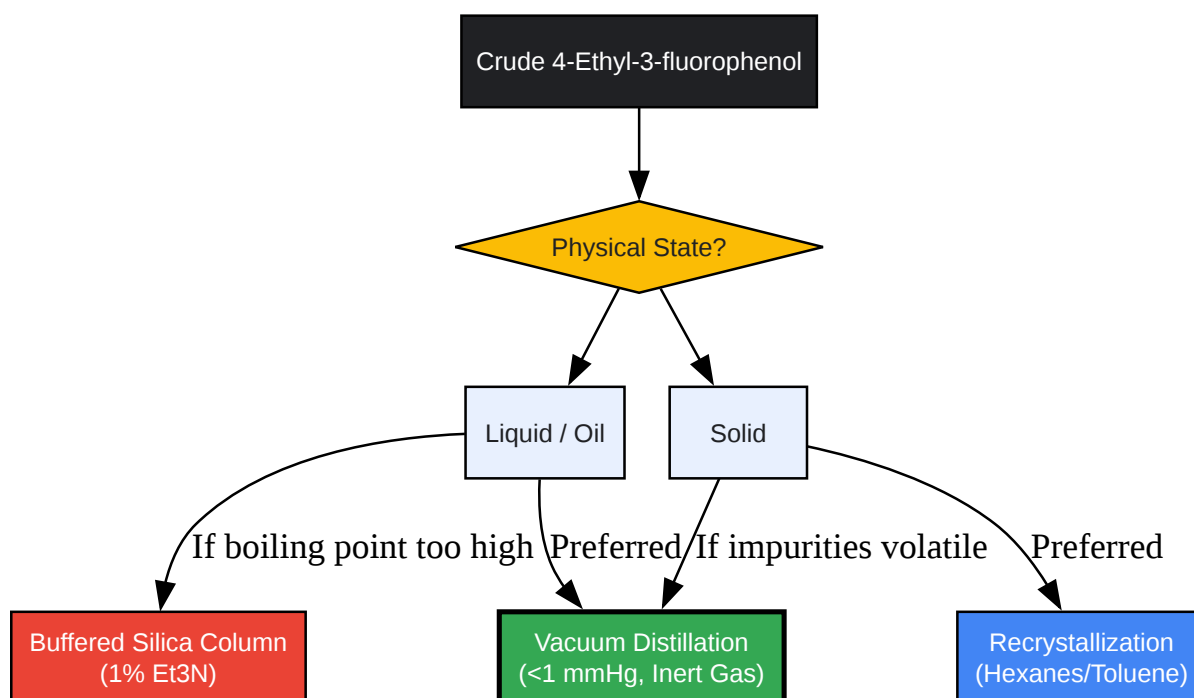 Crude 4-Ethyl-3-fluorophenol
Physical State?
Liquid / Oil
Solid
If boiling point too high
Preferred
If impurities volatile
Preferred
Buffered Silica Column
(1% Et3N)
Vacuum Distillation
(<1 mmHg, Inert Gas)
Recrystallization
(Hexanes/Toluene)